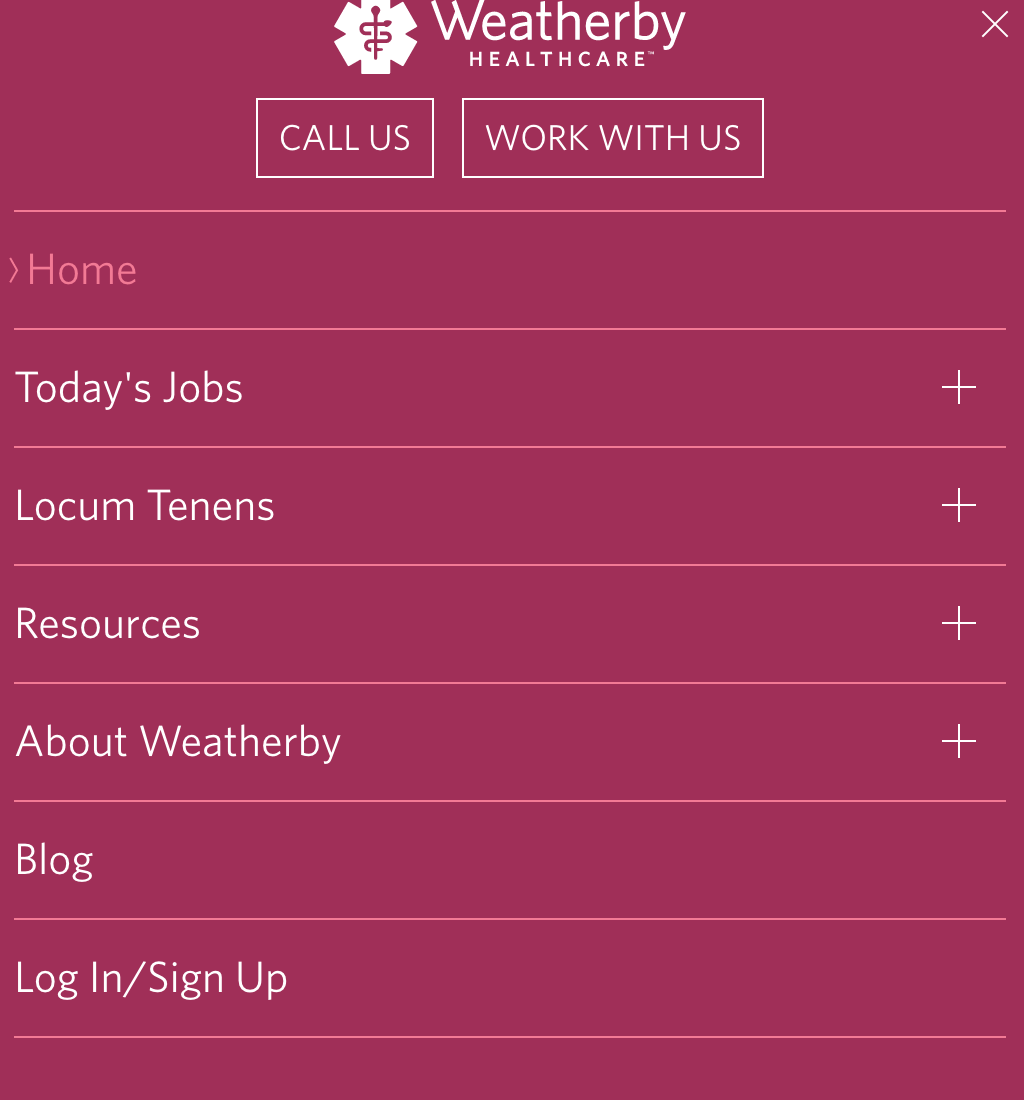 Weatherby
HEALTHCARE™
CALL US
WORK WITH US
Home
Today's Jobs
Locum Tenens
Resources
About Weatherby
Blog
Log In/Sign Up